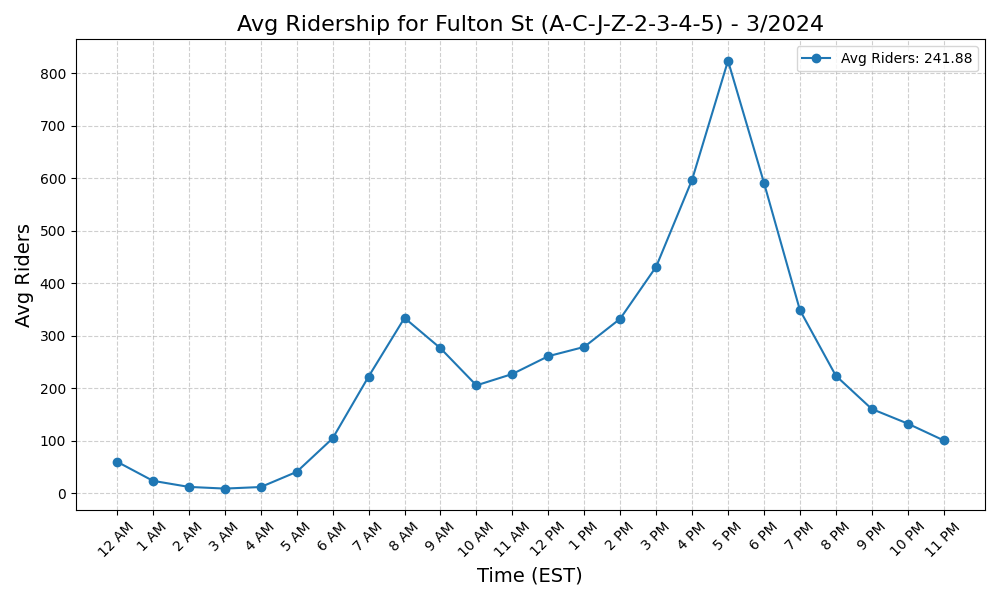 Avg Ridership for Fulton St (A-C-J-Z-2-3-4-5) - 3/2024
Avg Riders: 241.88
Avg Riders
800
700
600
500
400
300
200
100
0
12 AM
1 AM
2 AM
3 AM
4 AM
5 AM
6 AM
7 AM
8 AM
9 AM
10 AM
11 AM
12 PM
1 PM
2 PM
3 PM
4 PM
5 PM
6 PM
7 PM
8 PM
9 PM
10 PM
11 PM
Time (EST)